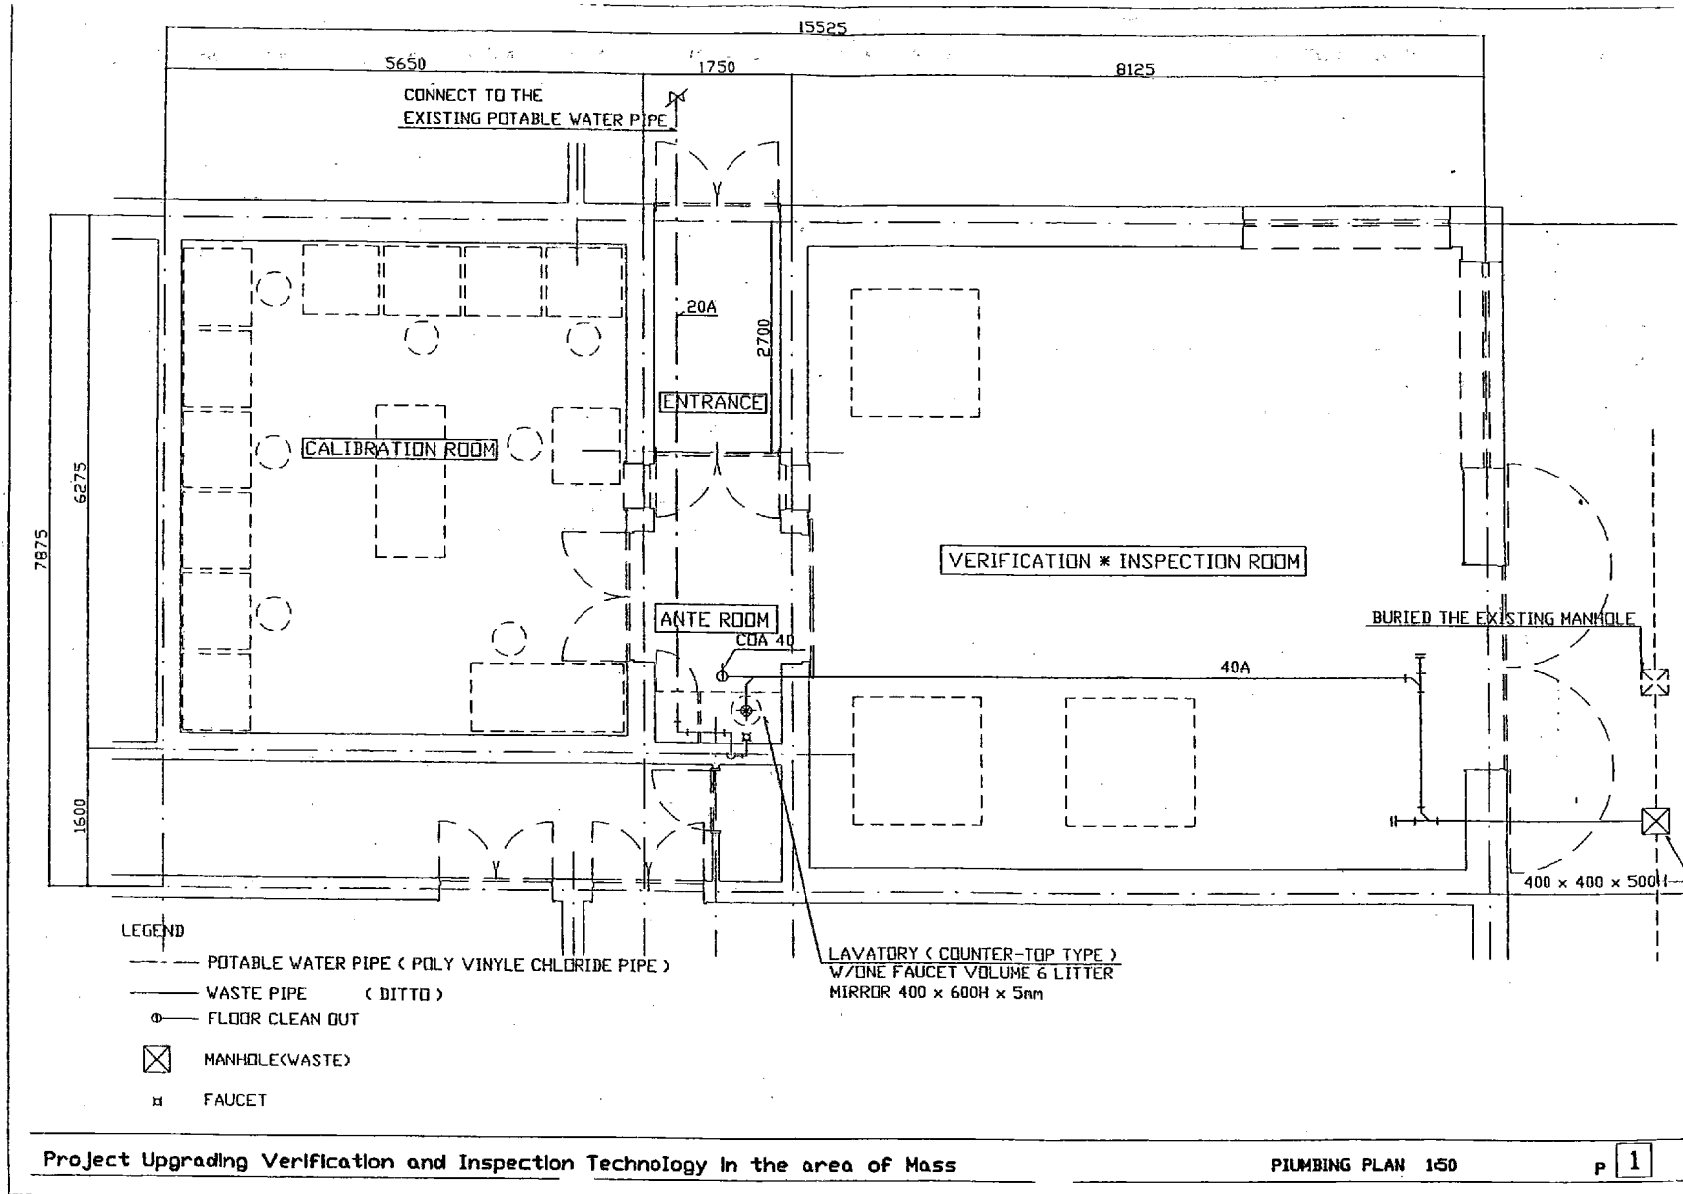 15525
5650
1750
8125
CONNECT TO THE
EXISTING POTABLE WATER PIPE
20A
2700
ENTRANCE
CALIBRATION ROOM
6275
7875
VERIFICATION * INSPECTION ROOM
ANTE ROOM
BURIED THE EXISTING MANHOLE
COA 40
40A
1600
400 x 400 x 500H
LEGEND
POTABLE WATER PIPE ( POLY VINYLE CHLORIDE PIPE )
WASTE PIPE ( DITTO )
FLOOR CLEAN OUT
MANHOLE(WASTE)
FAUCET
LAVATORY ( COUNTER-TOP TYPE )
W/ONE FAUCET VOLUME 6 LITTER
MIRROR 400 x 600H x 5mm
Project Upgrading Verification and Inspection Technology in the area of Mass
PIUMBING PLAN 1:50
P 1